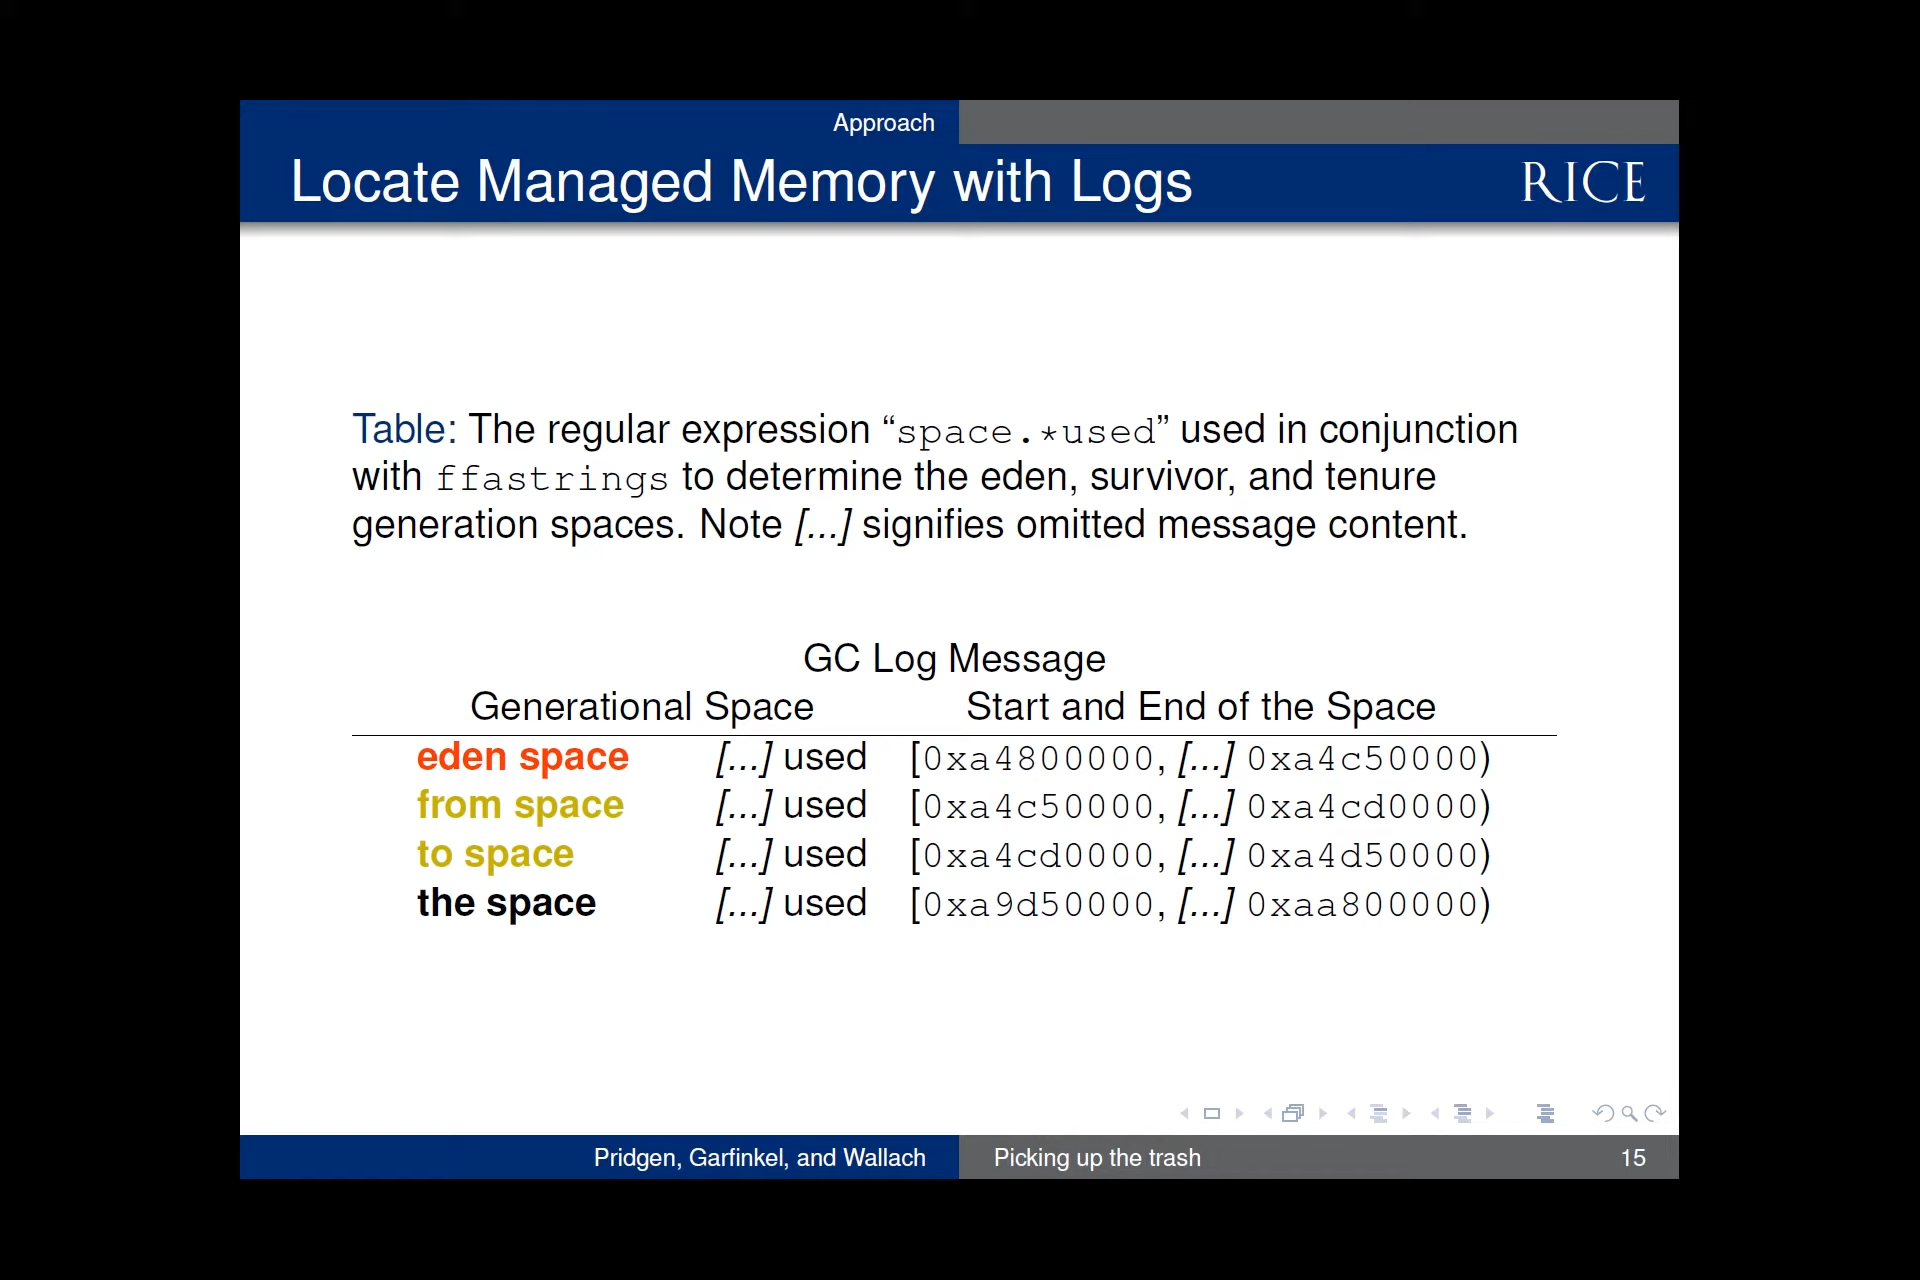 Approach
Locate Managed Memory with Logs
RICE
Table: The regular expression “space.*used” used in conjunction
with ffastrings to determine the eden, survivor, and tenure
generation spaces. Note [...] signifies omitted message content.
GC Log Message
Generational Space Start and End of the Space
eden space [...] used [0xa4800000, [...] 0xa4c50000)
from space [...] used [0xa4c50000, [...] 0xa4cd0000)
to space [...] used [0xa4cd0000, [...] 0xa4d50000)
the space [...] used [0xa9d50000, [...] 0xaa800000)
Pridgen, Garfinkel, and Wallach Picking up the trash 15